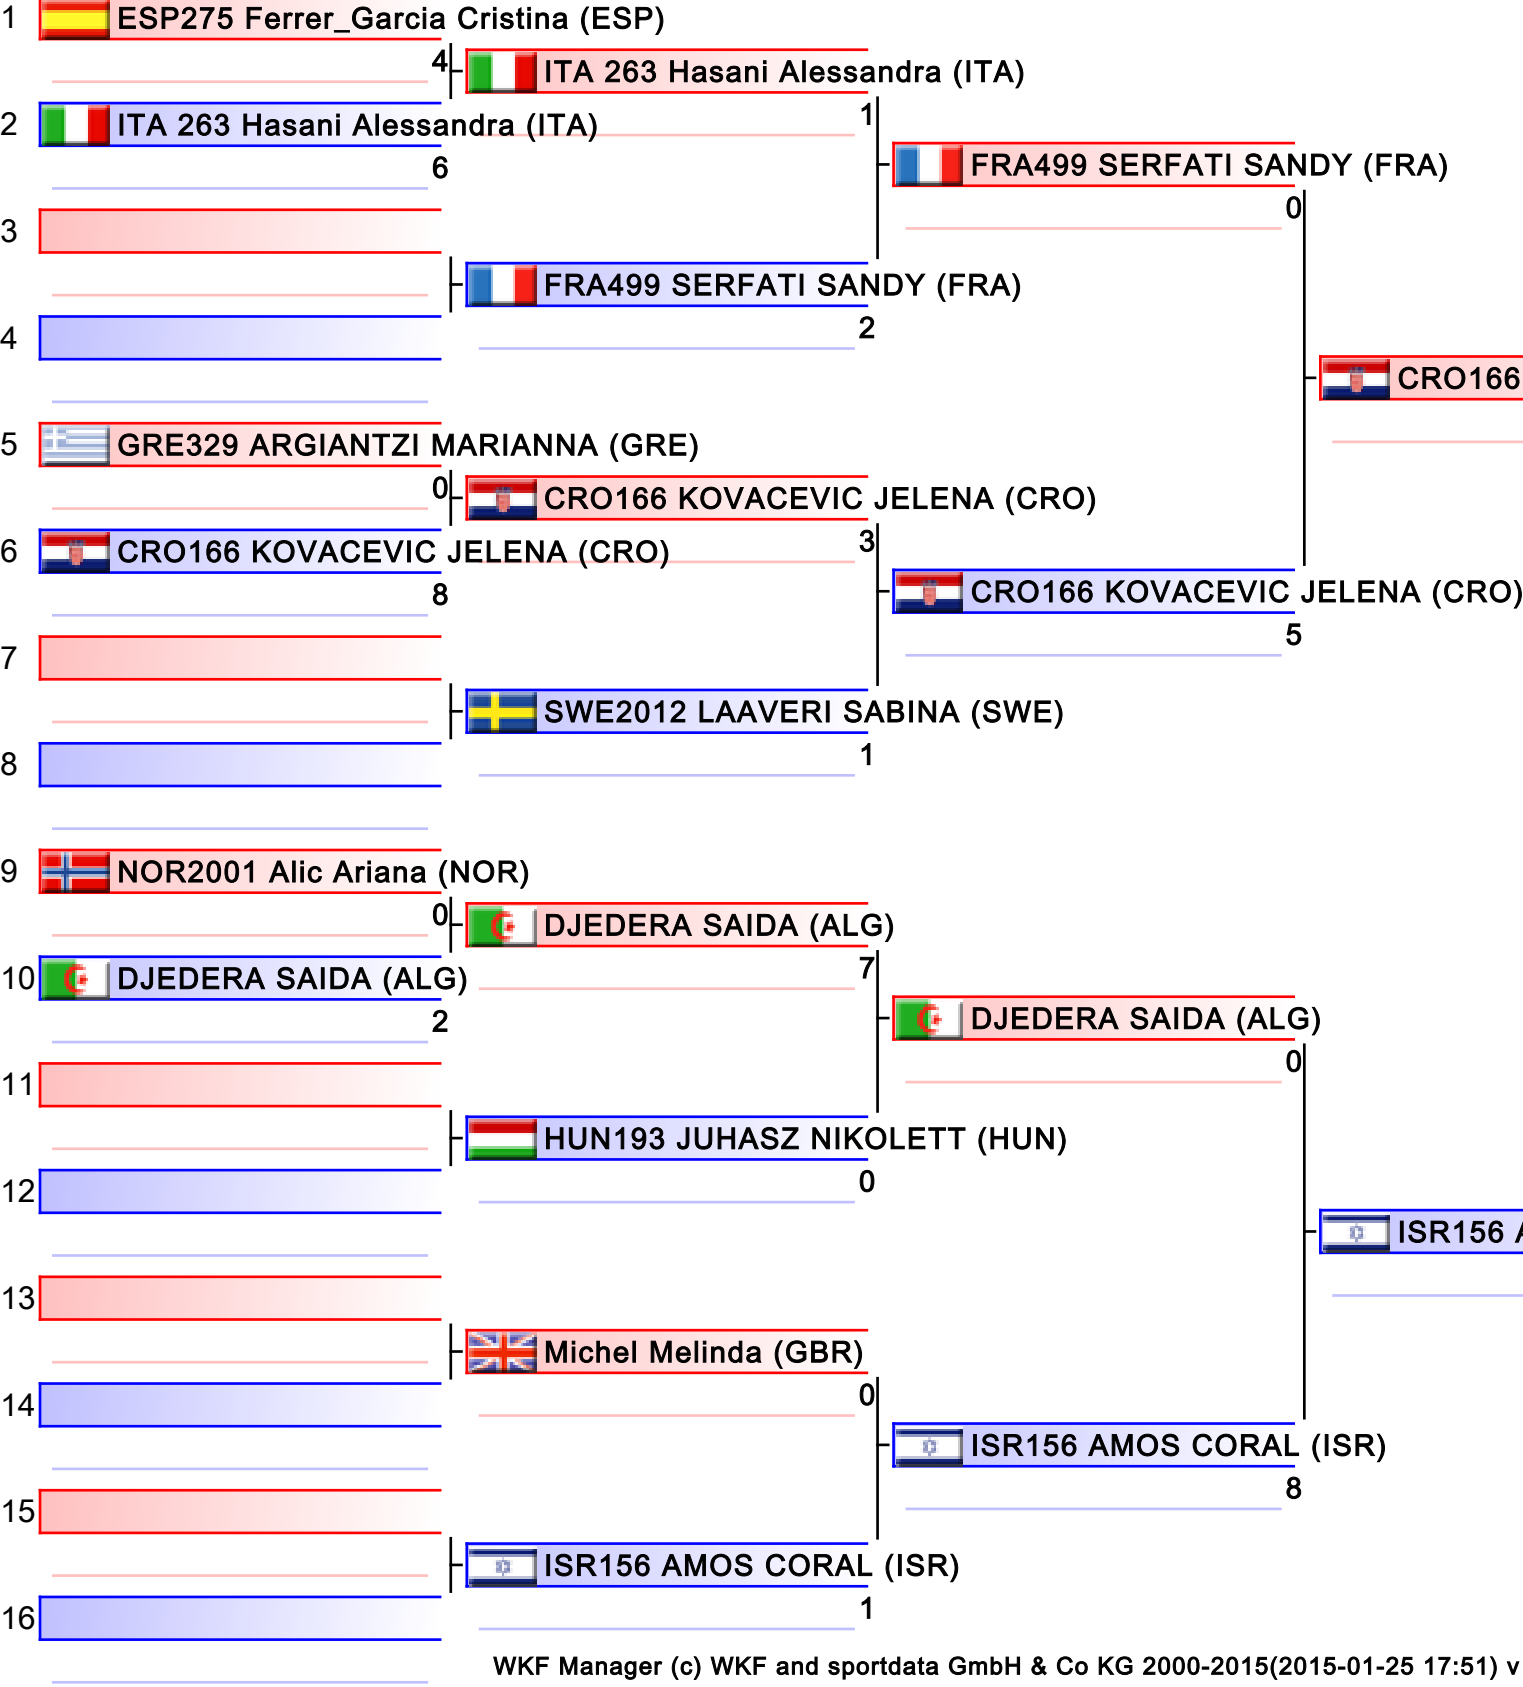 1 ESP275 Ferrer_Garcia Cristina (ESP)
4
ITA 263 Hasani Alessandra (ITA)
1
2 ITA 263 Hasani Alessandra (ITA)
6
FRA499 SERFATI SANDY (FRA)
0
3
FRA499 SERFATI SANDY (FRA)
2
4
CRO166
5 GRE329 ARGIANTZI MARIANNA (GRE)
0
CRO166 KOVACEVIC JELENA (CRO)
3
6 CRO166 KOVACEVIC JELENA (CRO)
8
CRO166 KOVACEVIC JELENA (CRO)
5
7
SWE2012 LAAVERI SABINA (SWE)
1
8
9 NOR2001 Alic Ariana (NOR)
0
DJEDERA SAIDA (ALG)
7
10 DJEDERA SAIDA (ALG)
2
DJEDERA SAIDA (ALG)
0
11
HUN193 JUHASZ NIKOLETT (HUN)
0
12
ISR156 A
13
Michel Melinda (GBR)
0
14
ISR156 AMOS CORAL (ISR)
8
15
ISR156 AMOS CORAL (ISR)
1
16
WKF Manager (c) WKF and sportdata GmbH & Co KG 2000-2015(2015-01-25 17:51) v